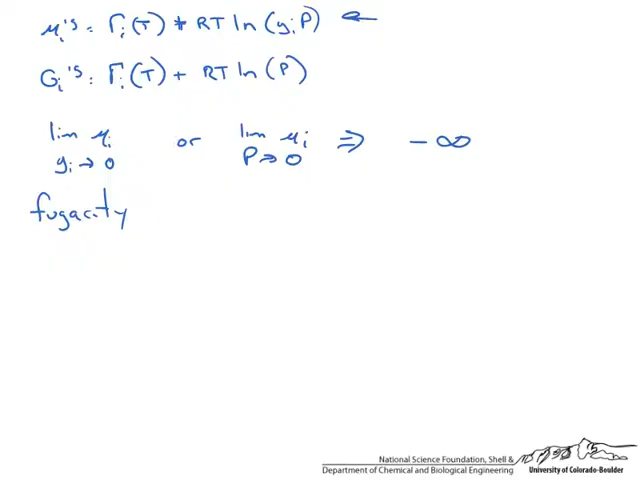 μi^ig = Γi(T) + RT ln(yiP) ←
Gi^ig = Γi(T) + RT ln(P)
lim μi or lim μi ⇒ - ∞
yi → 0 P → 0
fugacity
National Science Foundation, Shell &
Department of Chemical and Biological Engineering
University of Colorado-Boulder